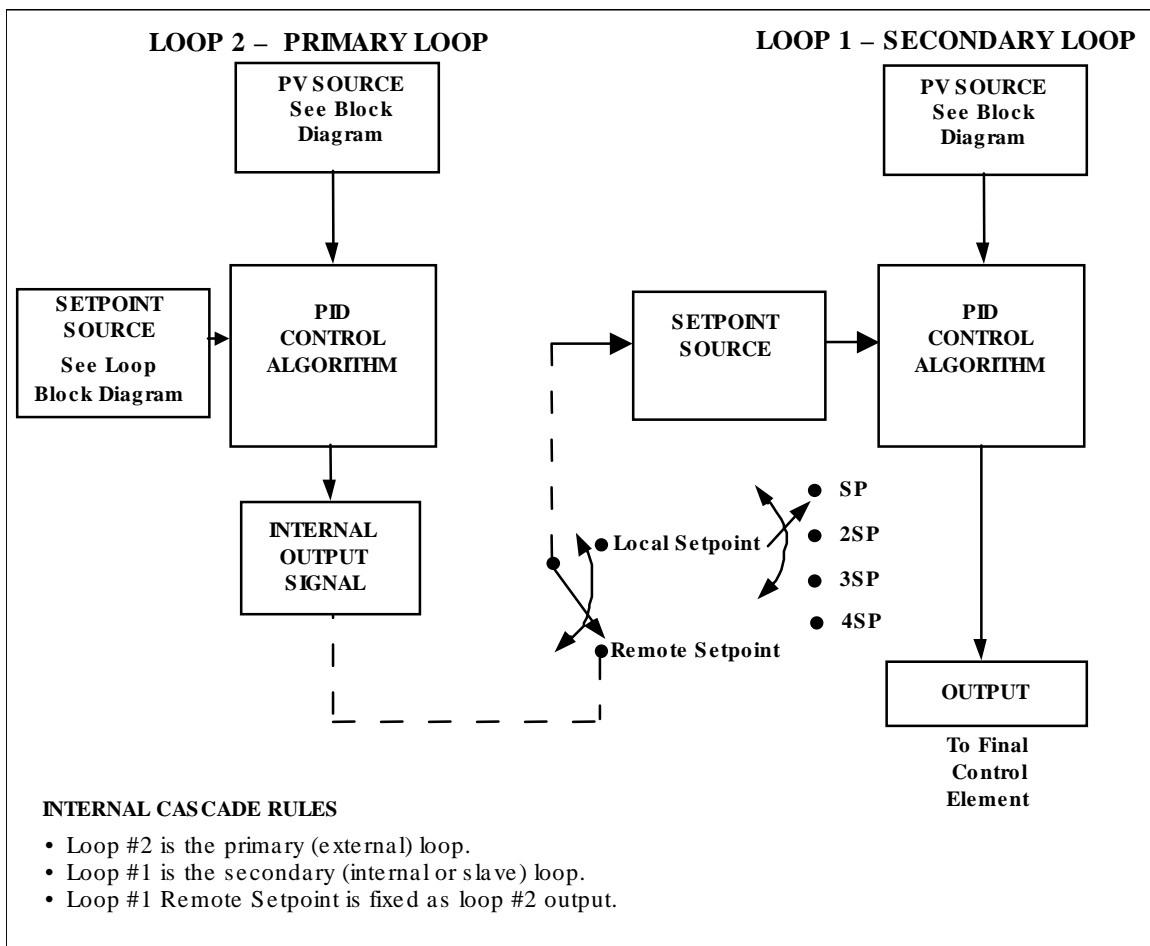 LOOP 2 – PRIMARY LOOP
PV SOURCE
See Block
Diagram
SETPOINT
SOURCE
See Loop
Block Diagram
PID
CONTROL
ALGORITHM
INTERNAL
OUTPUT
SIGNAL
LOOP 1 – SECONDARY LOOP
PV SOURCE
See Block
Diagram
SETPOINT
SOURCE
PID
CONTROL
ALGORITHM
Local Setpoint
Remote Setpoint
SP
2SP
3SP
4SP
OUTPUT
To Final
Control
Element
INTERNAL CASCADE RULES
• Loop #2 is the primary (external) loop.
• Loop #1 is the secondary (internal or slave) loop.
• Loop #1 Remote Setpoint is fixed as loop #2 output.